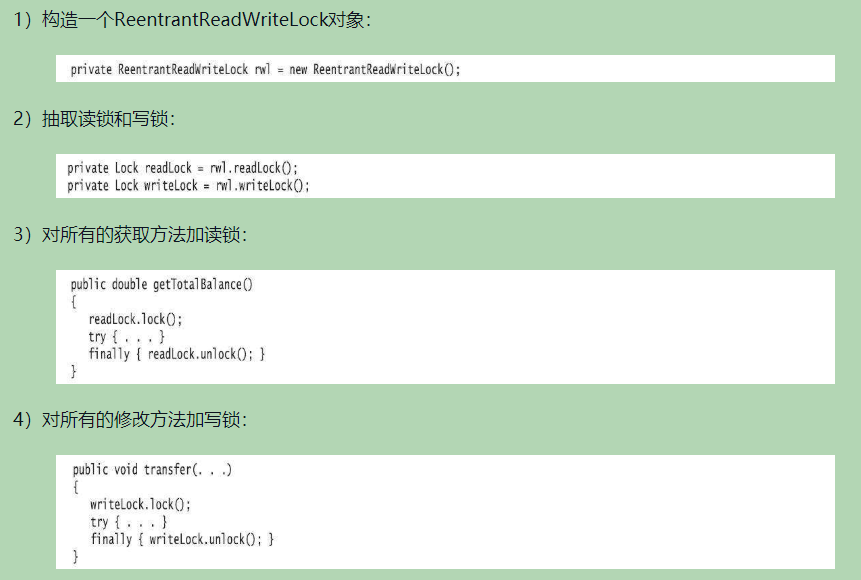 1）构造一个ReentrantReadWriteLock对象：
private ReentrantReadWriteLock rwl = new ReentrantReadWriteLock();
2）抽取读锁和写锁：
private Lock readLock = rwl.readLock();
private Lock writeLock = rwl.writeLock();
3）对所有的获取方法加读锁：
public double getTotalBalance()
{
readLock.lock();
try { . . . }
finally { readLock.unlock(); }
}
4）对所有的修改方法加写锁：
public void transfer(. . .)
{
writeLock.lock();
try { . . . }
finally { writeLock.unlock(); }
}